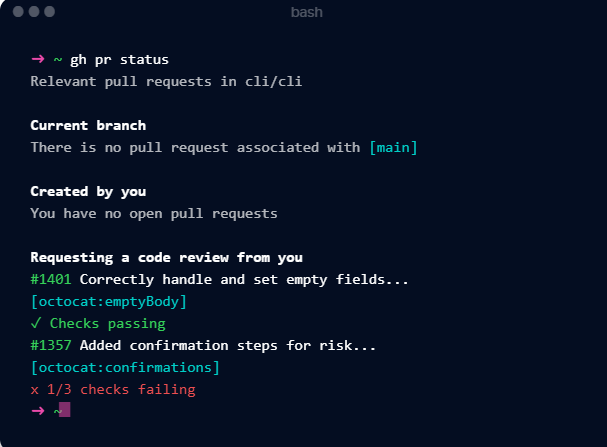 bash
→ ~ gh pr status
Relevant pull requests in cli/cli
Current branch
There is no pull request associated with [main]
Created by you
You have no open pull requests
Requesting a code review from you
#1401 Correctly handle and set empty fields...
[octocat:emptyBody]
✓ Checks passing
#1357 Added confirmation steps for risk...
[octocat:confirmations]
x 1/3 checks failing
→ ~